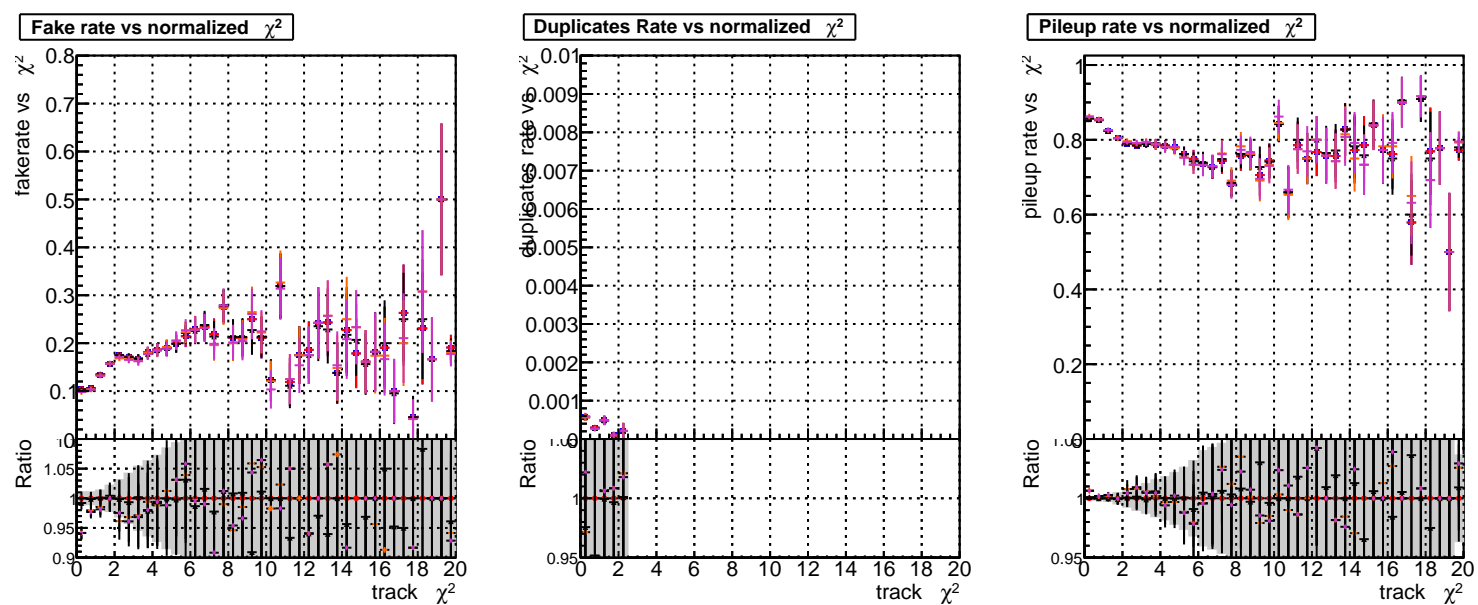 Fake rate vs normalized χ²
fakerate vs χ²
0.8
0.7
0.6
0.5
0.4
0.3
0.2
0.1
Ratio
1.05
1
0.95
0.9
0 2 4 6 8 10 12 14 16 18 20
track χ²
Duplicates Rate vs normalized χ²
duplicates rate vs χ²
0.01
0.009
0.008
0.007
0.006
0.005
0.004
0.003
0.002
0.001
Ratio
1
0.95
0 2 4 6 8 10 12 14 16 18 20
track χ²
Pileup rate vs normalized χ²
pileup rate vs χ²
1
0.8
0.6
0.4
0.2
Ratio
1
0.95
0 2 4 6 8 10 12 14 16 18 20
track χ²